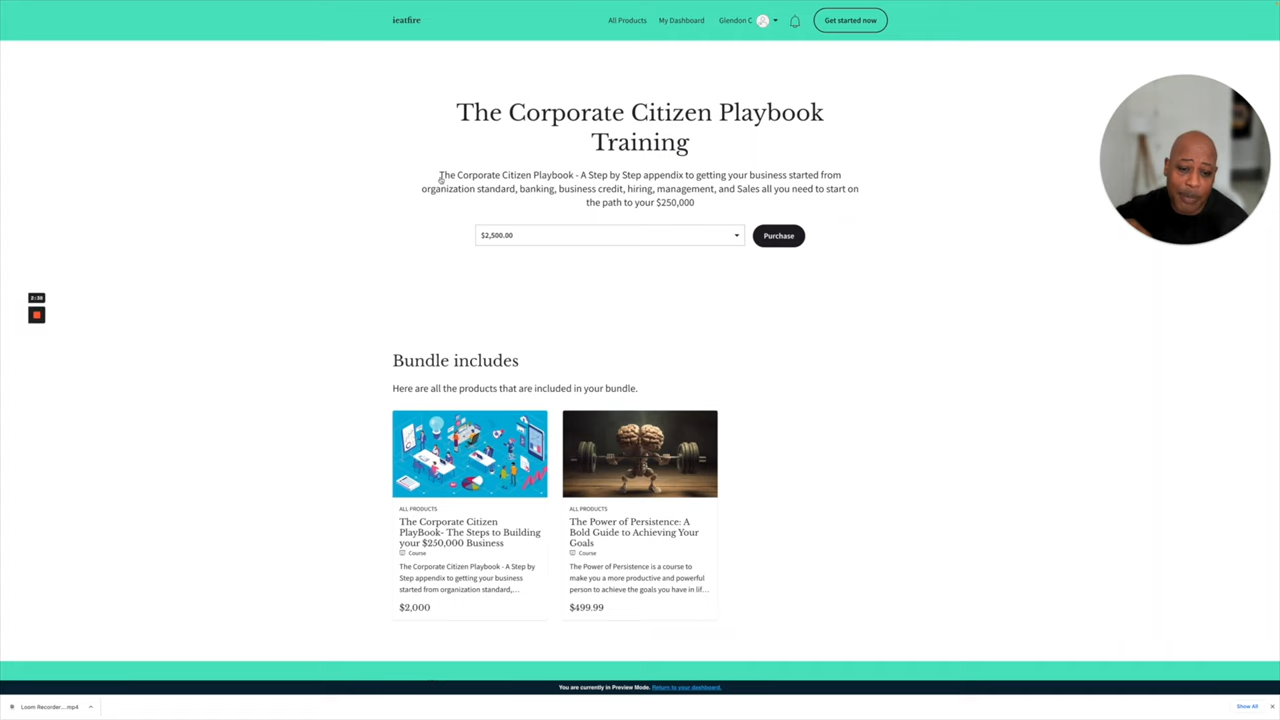 ieatfire
All Products
My Dashboard
Glendon C
Get started now
The Corporate Citizen Playbook
Training
The Corporate Citizen Playbook - A Step by Step appendix to getting your business started from
organization standard, banking, business credit, hiring, management, and Sales all you need to start on
the path to your $250,000
$2,500.00
Purchase
Bundle includes
Here are all the products that are included in your bundle.
ALL PRODUCTS
The Corporate Citizen
PlayBook- The Steps to Building
your $250,000 Business
Course
The Corporate Citizen Playbook - A Step by
Step appendix to getting your business
started from organization standard,...
$2,000
ALL PRODUCTS
The Power of Persistence: A
Bold Guide to Achieving Your
Goals
Course
The Power of Persistence is a course to
make you a more productive and powerful
person to achieve the goals you have in lif...
$499.99
You are currently in Preview Mode. Return to your dashboard.
Loom Recorder....mp4
Show All